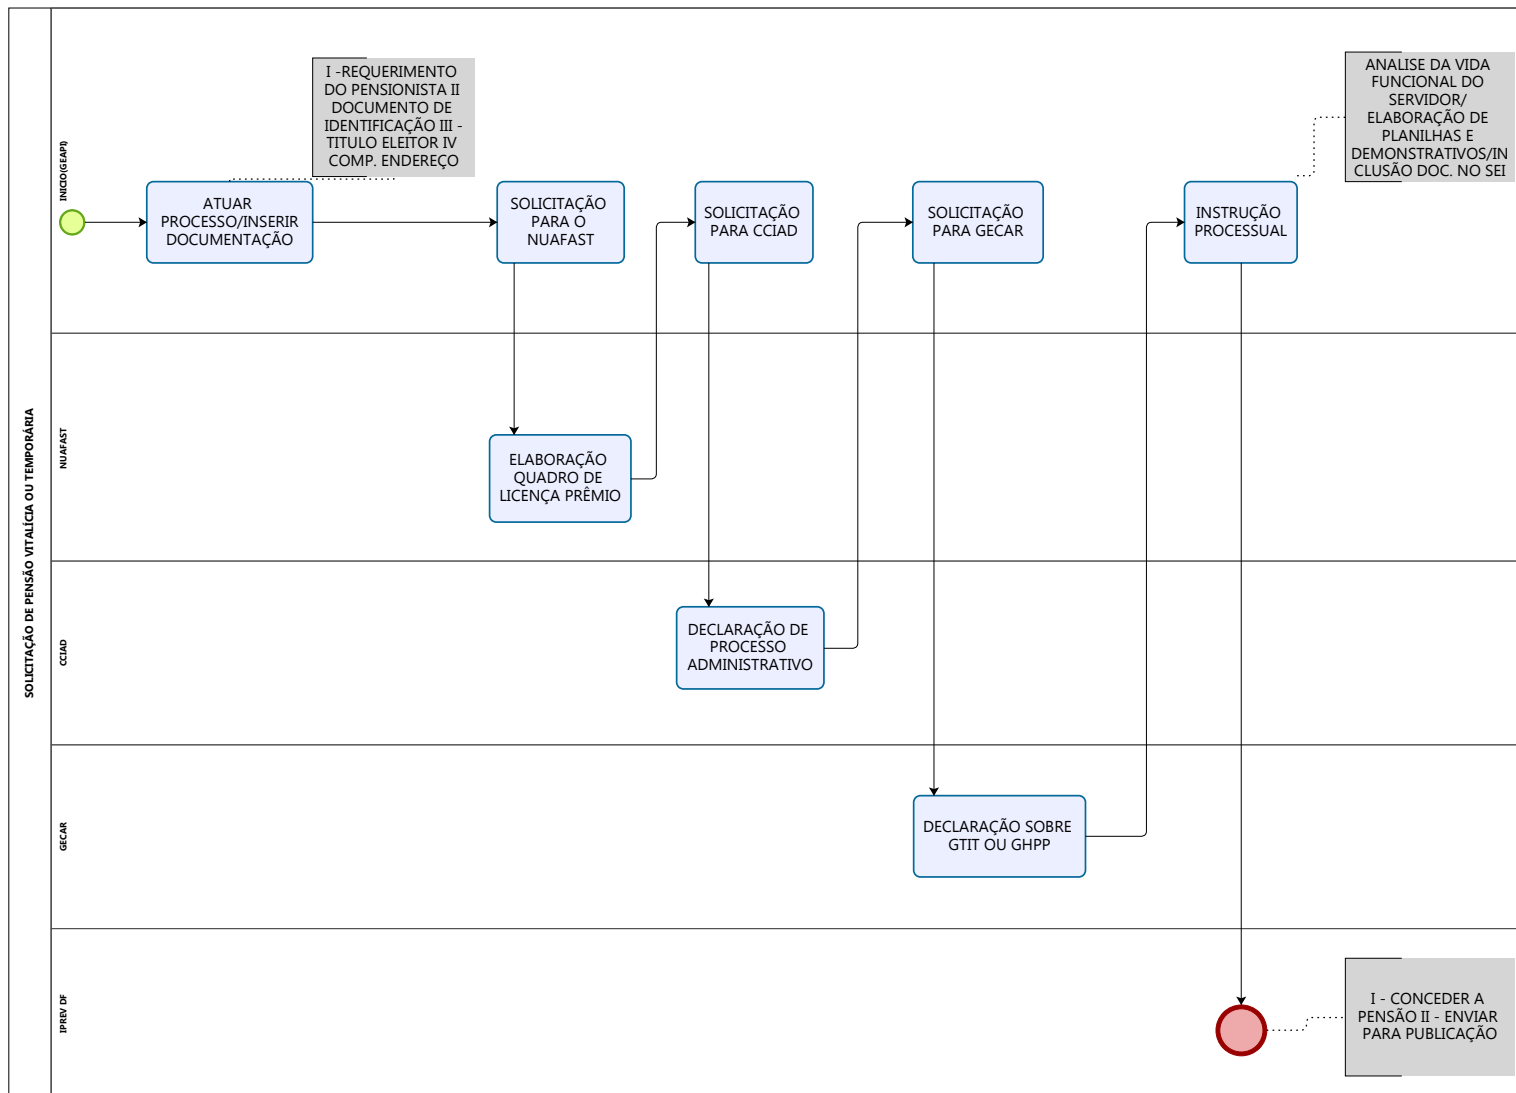 SOLICITAÇÃO DE PENSÃO VITALÍCIA OU TEMPORÁRIA
INICIO(GEAPI)
I -REQUERIMENTO
DO PENSIONISTA II
DOCUMENTO DE
IDENTIFICAÇÃO III -
TITULO ELEITOR IV
COMP. ENDEREÇO
ANALISE DA VIDA
FUNCIONAL DO
SERVIDOR/
ELABORAÇÃO DE
PLANILHAS E
DEMONSTRATIVOS/IN
CLUSÃO DOC. NO SEI
ATUAR
PROCESSO/INSERIR
DOCUMENTAÇÃO
SOLICITAÇÃO
PARA O
NUAFAST
SOLICITAÇÃO
PARA CCIAD
SOLICITAÇÃO
PARA GECAR
INSTRUÇÃO
PROCESSUAL
NUAFAST
ELABORAÇÃO
QUADRO DE
LICENÇA PRÊMIO
CCIAD
DECLARAÇÃO DE
PROCESSO
ADMINISTRATIVO
GECAR
DECLARAÇÃO SOBRE
GTIT OU GHPP
IPREV DF
I - CONCEDER A
PENSÃO II - ENVIAR
PARA PUBLICAÇÃO